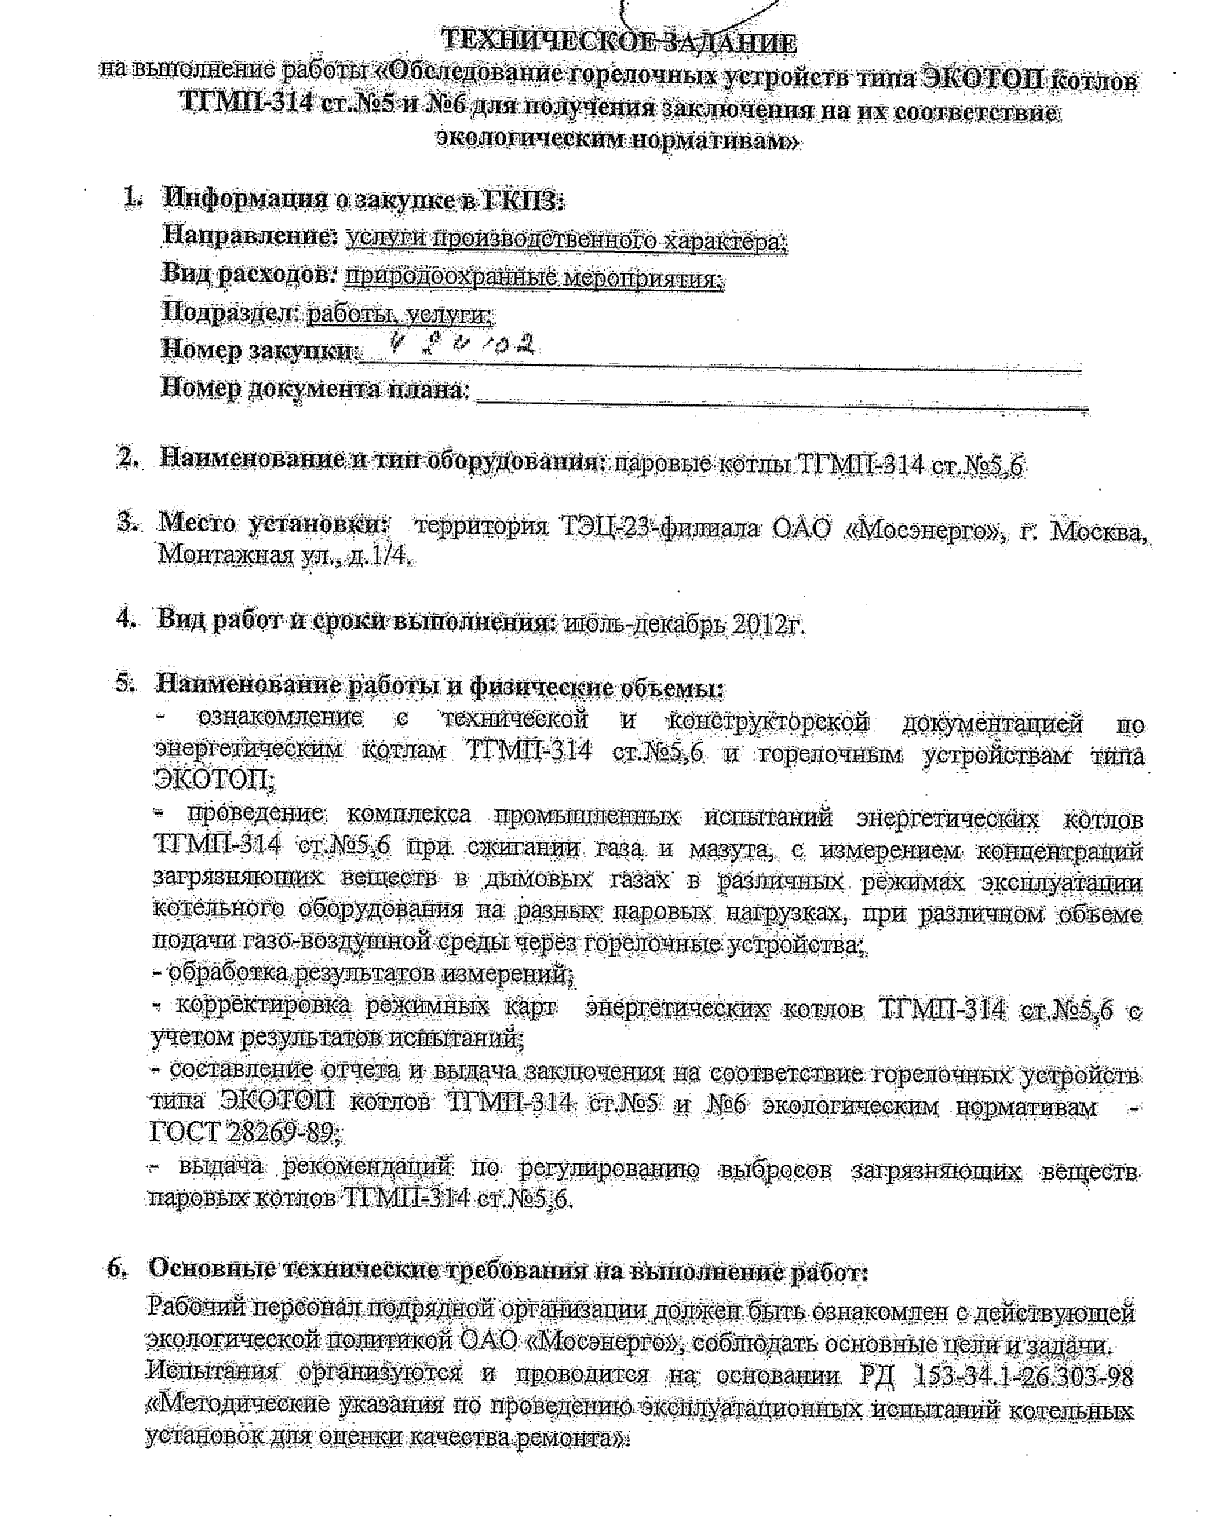 ТЕХНИЧЕСКОЕ ЗАДАНИЕ
на выполнение работы «Обследование горелочных устройств типа ЭКОТОП котлов
ТГМП-314 ст.№5 и №6 для получения заключения на их соответствие
экологическим нормативам»
1. Информация о закупке в ГКПЗ:
Направление: услуги производственного характера;
Вид расходов: природоохранные мероприятия;
Подраздел: работы, услуги;
Номер закупки:
Номер документа плана:
2. Наименование и тип оборудования: паровые котлы ТГМП-314 ст.№5,6
3. Место установки: территория ТЭЦ-23-филиала ОАО «Мосэнерго», г. Москва,
Монтажная ул., д.1/4.
4. Вид работ и сроки выполнения: июль-декабрь 2012г.
5. Наименование работы и физические объемы:
- ознакомление с технической и конструкторской документацией по
энергетическим котлам ТГМП-314 ст.№5,6 и горелочным устройствам типа
ЭКОТОП;
- проведение комплекса промышленных испытаний энергетических котлов
ТГМП-314 ст.№5,6 при сжигании газа и мазута, с измерением концентраций
загрязняющих веществ в дымовых газах в различных режимах эксплуатации
котельного оборудования на разных паровых нагрузках, при различном объеме
подачи газо-воздушной среды через горелочные устройства;
- обработка результатов измерений;
- корректировка режимных карт энергетических котлов ТГМП-314 ст.№5,6 с
учетом результатов испытаний;
- составление отчета и выдача заключения на соответствие горелочных устройств
типа ЭКОТОП котлов ТГМП-314 ст.№5 и №6 экологическим нормативам -
ГОСТ 28269-89;
- выдача рекомендаций по регулированию выбросов загрязняющих веществ
паровых котлов ТГМП-314 ст.№5,6.
6. Основные технические требования на выполнение работ:
Рабочий персонал подрядной организации должен быть ознакомлен с действующей
экологической политикой ОАО «Мосэнерго», соблюдать основные цели и задачи.
Испытания организуются и проводится на основании РД 153-34.1-26.303-98
«Методические указания по проведению эксплуатационных испытаний котельных
установок для оценки качества ремонта».